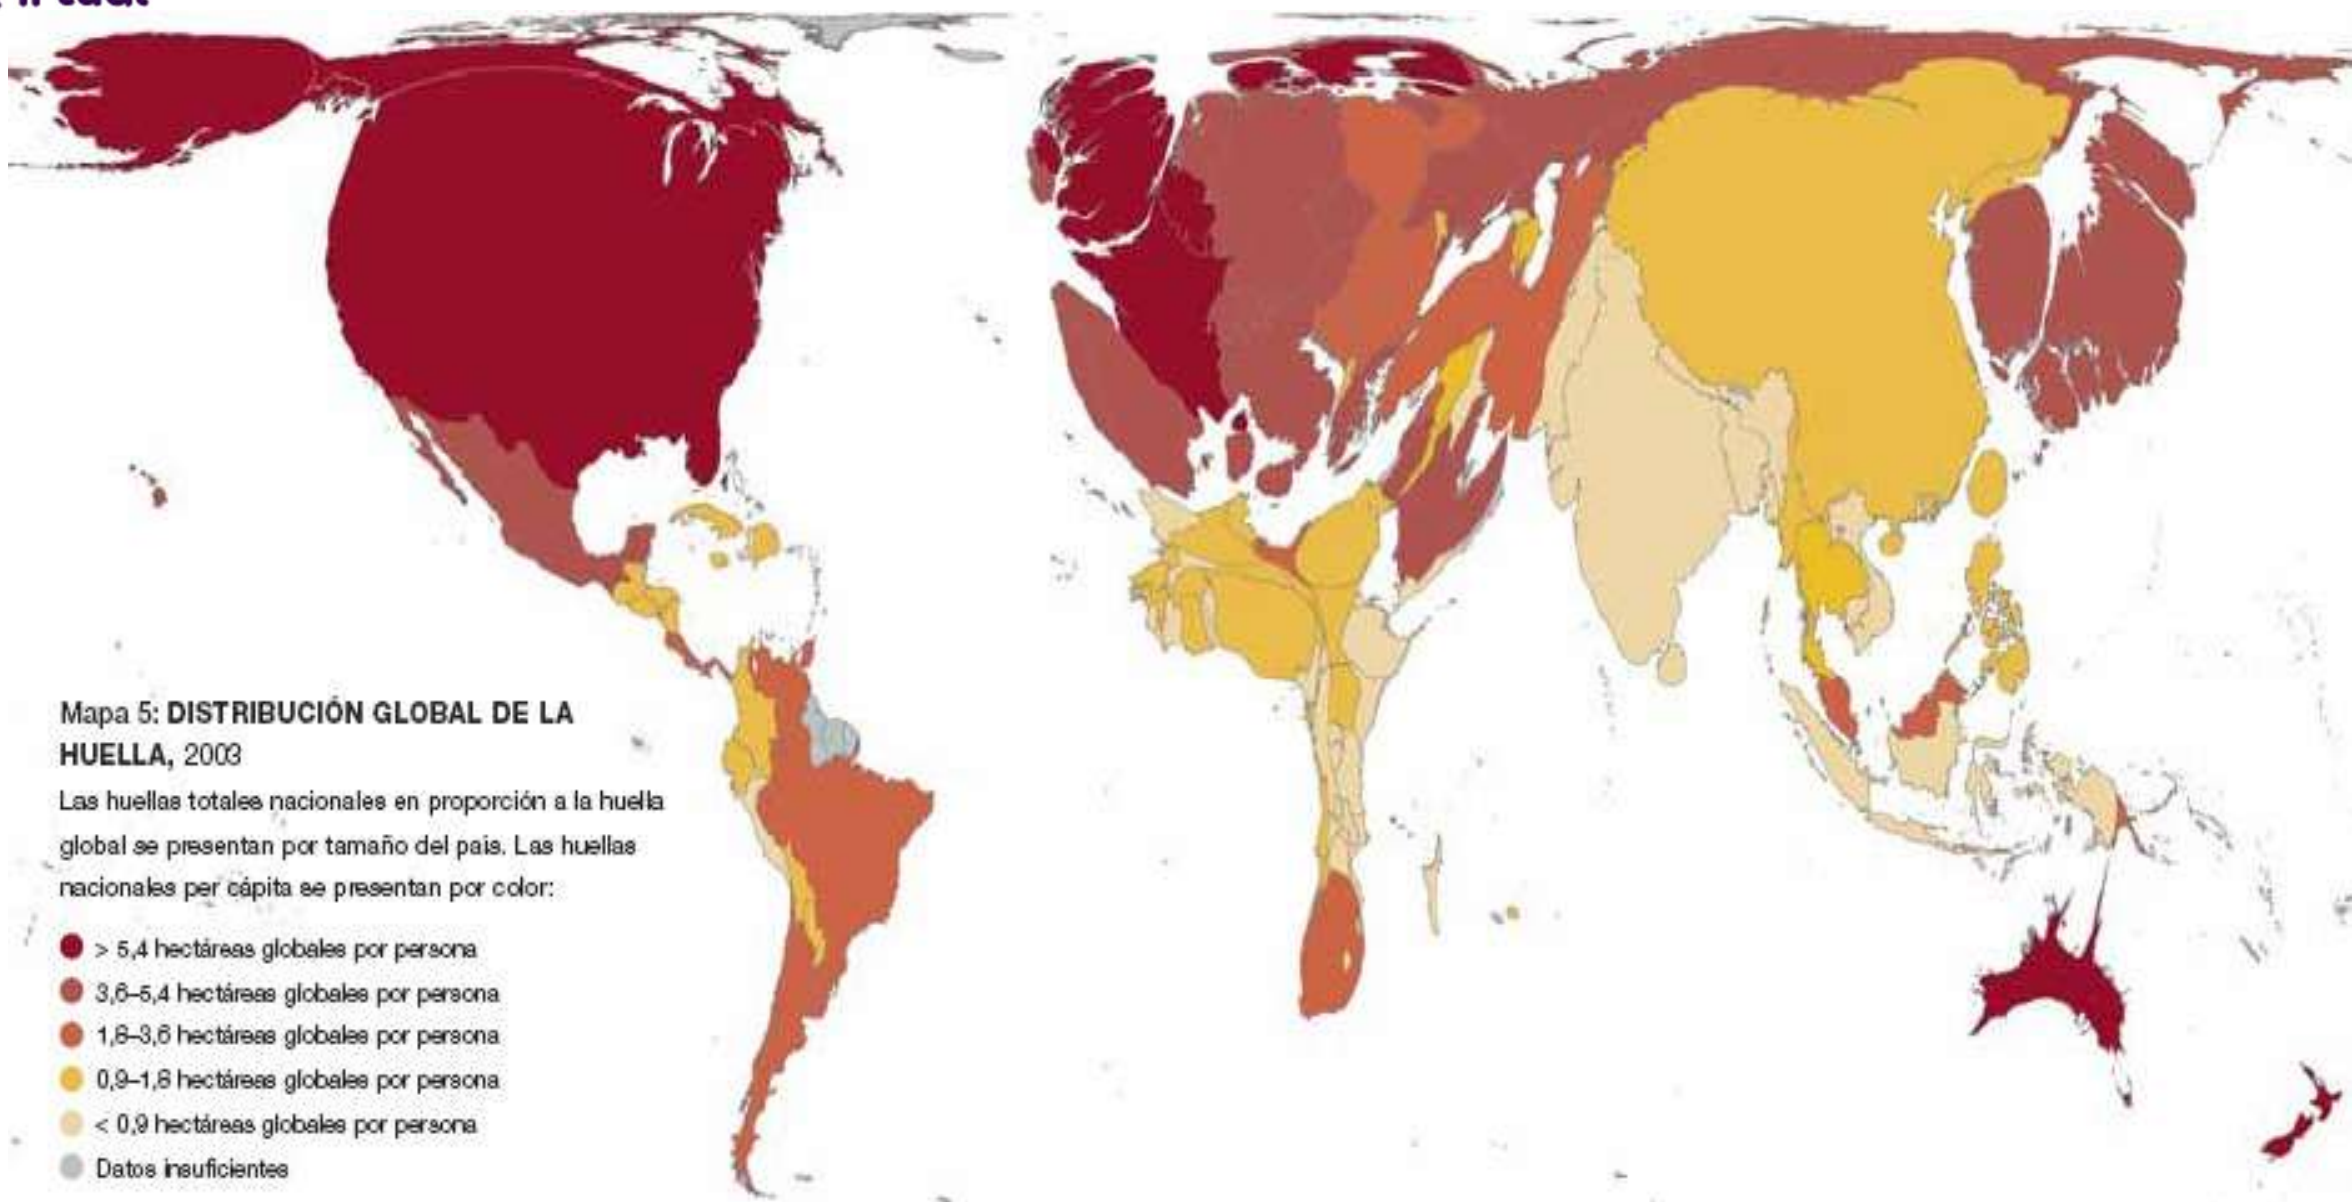 Mapa 5: DISTRIBUCIÓN GLOBAL DE LA
HUELLA, 2003
Las huellas totales nacionales en proporción a la huella
global se presentan por tamaño del pais. Las huellas
nacionales per cápita se presentan por color:
> 5,4 hectáreas globales por persona
3,6–5,4 hectáreas globales por persona
1,8–3,6 hectáreas globales por persona
0,9–1,8 hectáreas globales por persona
< 0,9 hectáreas globales por persona
Datos insuficientes